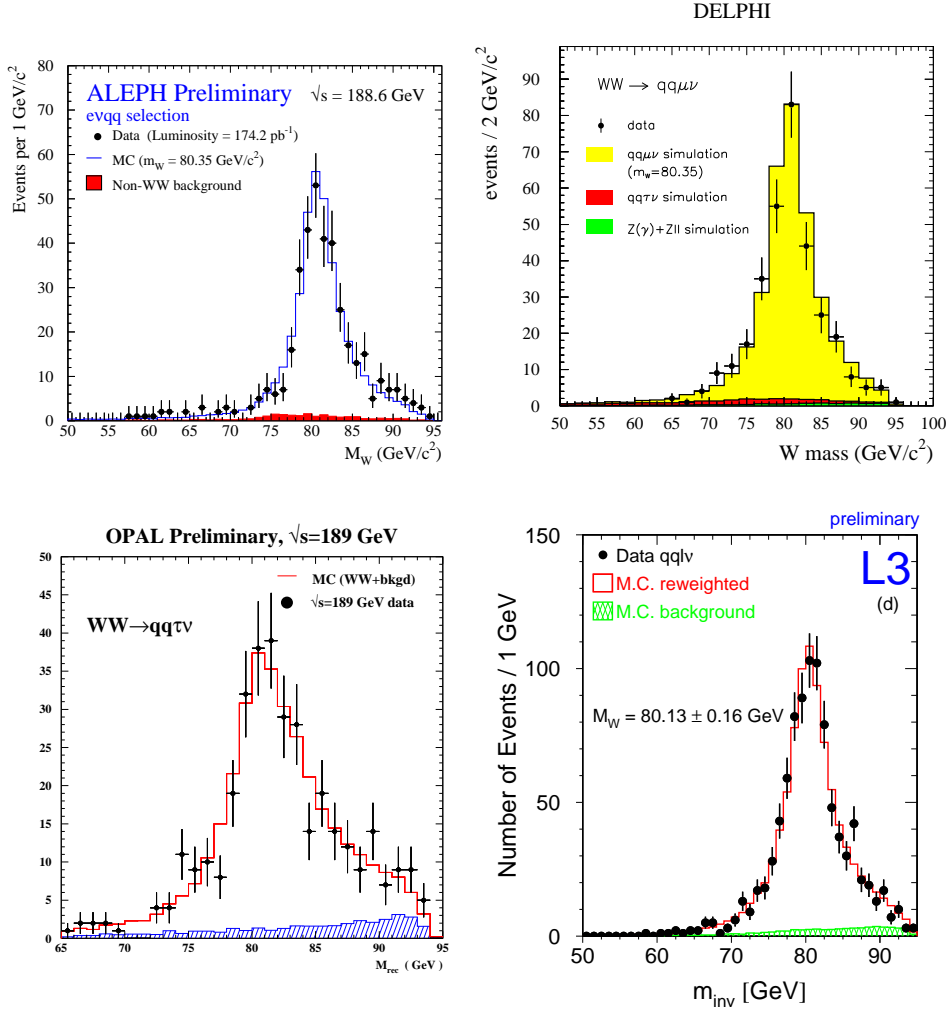 DELPHI
ALEPH Preliminary
√s = 188.6 GeV
eνqq selection
Data (Luminosity = 174.2 pb⁻¹)
MC (m_W = 80.35 GeV/c²)
Non-WW background
Events per 1 GeV/c²
80
70
60
50
40
30
20
10
0
50 55 60 65 70 75 80 85 90 95
M_W (GeV/c²)
WW → qqμν
data
qqμν simulation
(m_w=80.35)
qqτν simulation
Z(γ)+ZII simulation
events / 2 GeV/c²
90
80
70
60
50
40
30
20
10
0
50 55 60 65 70 75 80 85 90 95 100
W mass (GeV/c²)
OPAL Preliminary, √s=189 GeV
MC (WW+bkgd)
√s=189 GeV data
WW→qqτν
50
45
40
35
30
25
20
15
10
5
0
65 70 75 80 85 90 95
M_rec (GeV)
preliminary
L3
(d)
Data qqlν
M.C. reweighted
M.C. background
M_W = 80.13 ± 0.16 GeV
Number of Events / 1 GeV
150
100
50
0
50 60 70 80 90
m_inv [GeV]